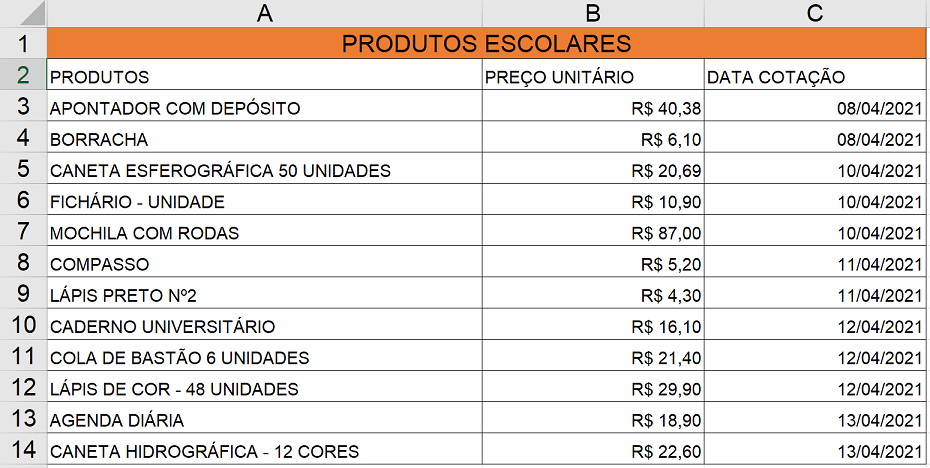 A B C
1 PRODUTOS ESCOLARES
2 PRODUTOS PREÇO UNITÁRIO DATA COTAÇÃO
3 APONTADOR COM DEPÓSITO R$ 40,38 08/04/2021
4 BORRACHA R$ 6,10 08/04/2021
5 CANETA ESFEROGRÁFICA 50 UNIDADES R$ 20,69 10/04/2021
6 FICHÁRIO - UNIDADE R$ 10,90 10/04/2021
7 MOCHILA COM RODAS R$ 87,00 10/04/2021
8 COMPASSO R$ 5,20 11/04/2021
9 LÁPIS PRETO Nº2 R$ 4,30 11/04/2021
10 CADERNO UNIVERSITÁRIO R$ 16,10 12/04/2021
11 COLA DE BASTÃO 6 UNIDADES R$ 21,40 12/04/2021
12 LÁPIS DE COR - 48 UNIDADES R$ 29,90 12/04/2021
13 AGENDA DIÁRIA R$ 18,90 13/04/2021
14 CANETA HIDROGRÁFICA - 12 CORES R$ 22,60 13/04/2021